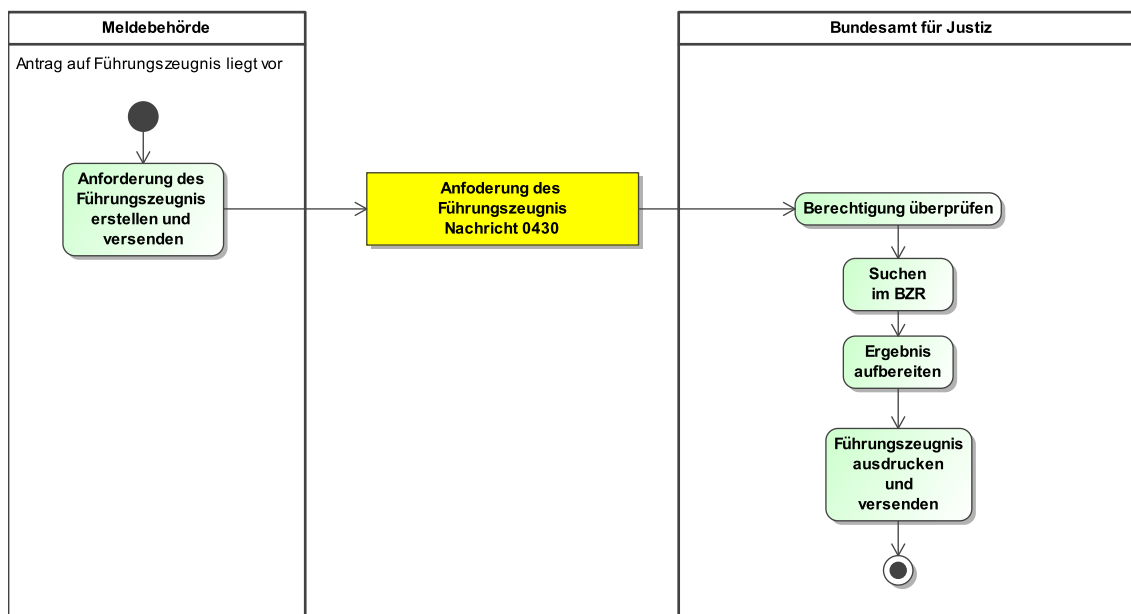 Meldebehörde
Bundesamt für Justiz
Antrag auf Führungszeugnis liegt vor
Anforderung des
Führungszeugnis
erstellen und
versenden
Anfoderung des
Führungszeugnis
Nachricht 0430
Berechtigung überprüfen
Suchen
im BZR
Ergebnis
aufbereiten
Führungszeugnis
ausdrucken
und
versenden